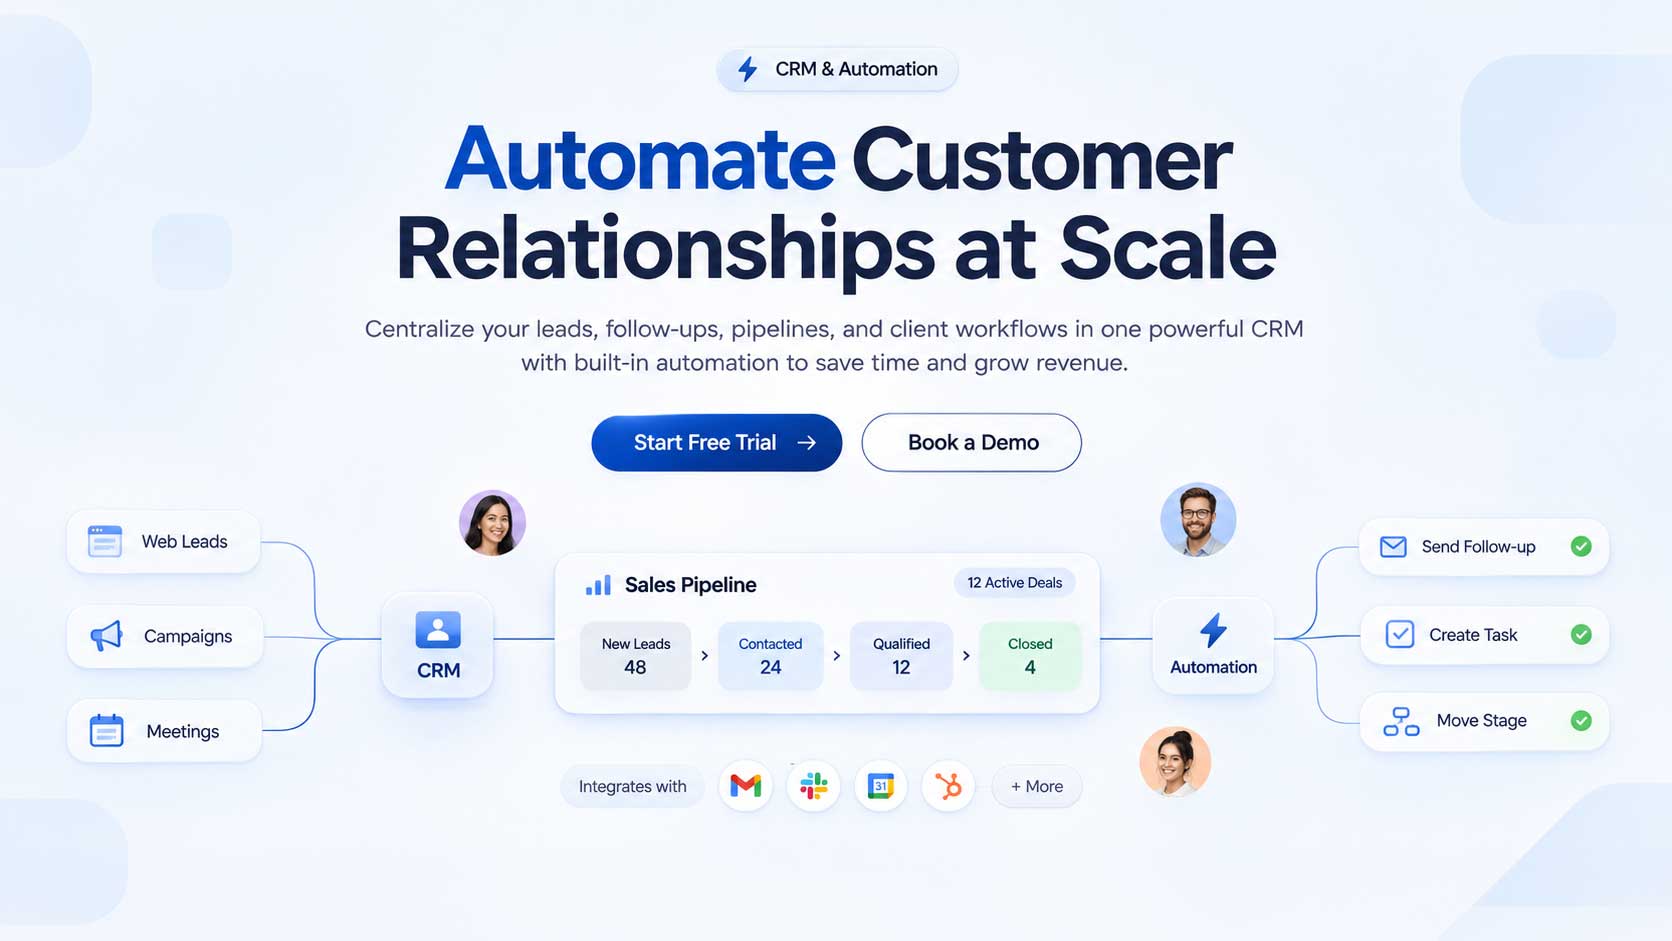 CRM & Automation
Automate Customer
Relationships at Scale
Centralize your leads, follow-ups, pipelines, and client workflows in one powerful CRM
with built-in automation to save time and grow revenue.
Start Free Trial
Book a Demo
Web Leads
Campaigns
Meetings
CRM
Sales Pipeline
12 Active Deals
New Leads
48
Contacted
24
Qualified
12
Closed
4
Automation
Send Follow-up
Create Task
Move Stage
Integrates with
31
+ More